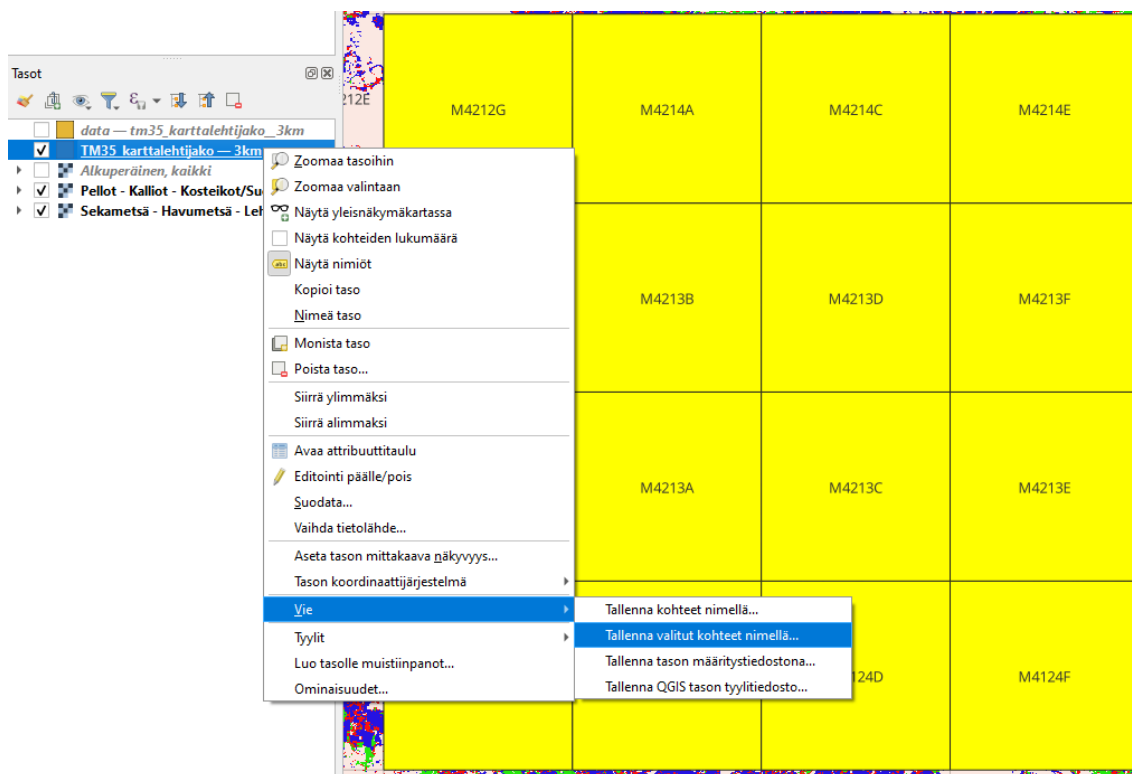 Tasot
data — tm35_karttalehtijako__3km
TM35_karttalehtijako — 3km
Alkuperäinen, kaikki
Pellot - Kalliot - Kosteikot/Su
Sekametsä - Havumetsä - Leh
Zoomaa tasoihin
Zoomaa valintaan
Näytä yleisnäkymäkartassa
Näytä kohteiden lukumäärä
abc Näytä nimiöt
Kopioi taso
Nimeä taso
Monista taso
Poista taso...
Siirrä ylimmäksi
Siirrä alimmaksi
Avaa attribuuttitaulu
Editointi päälle/pois
Suodata...
Vaihda tietolähde...
Aseta tason mittakaava näkyvyys...
Tason koordinaattijärjestelmä
Vie
Tyylit
Luo tasolle muistiinpanot...
Ominaisuudet...
Tallenna kohteet nimellä...
Tallenna valitut kohteet nimellä...
Tallenna tason määritystiedostona...
Tallenna QGIS tason tyylitiedosto...
212E
M4212G M4214A M4214C M4214E
M4213B M4213D M4213F
M4213A M4213C M4213E
124D M4124F